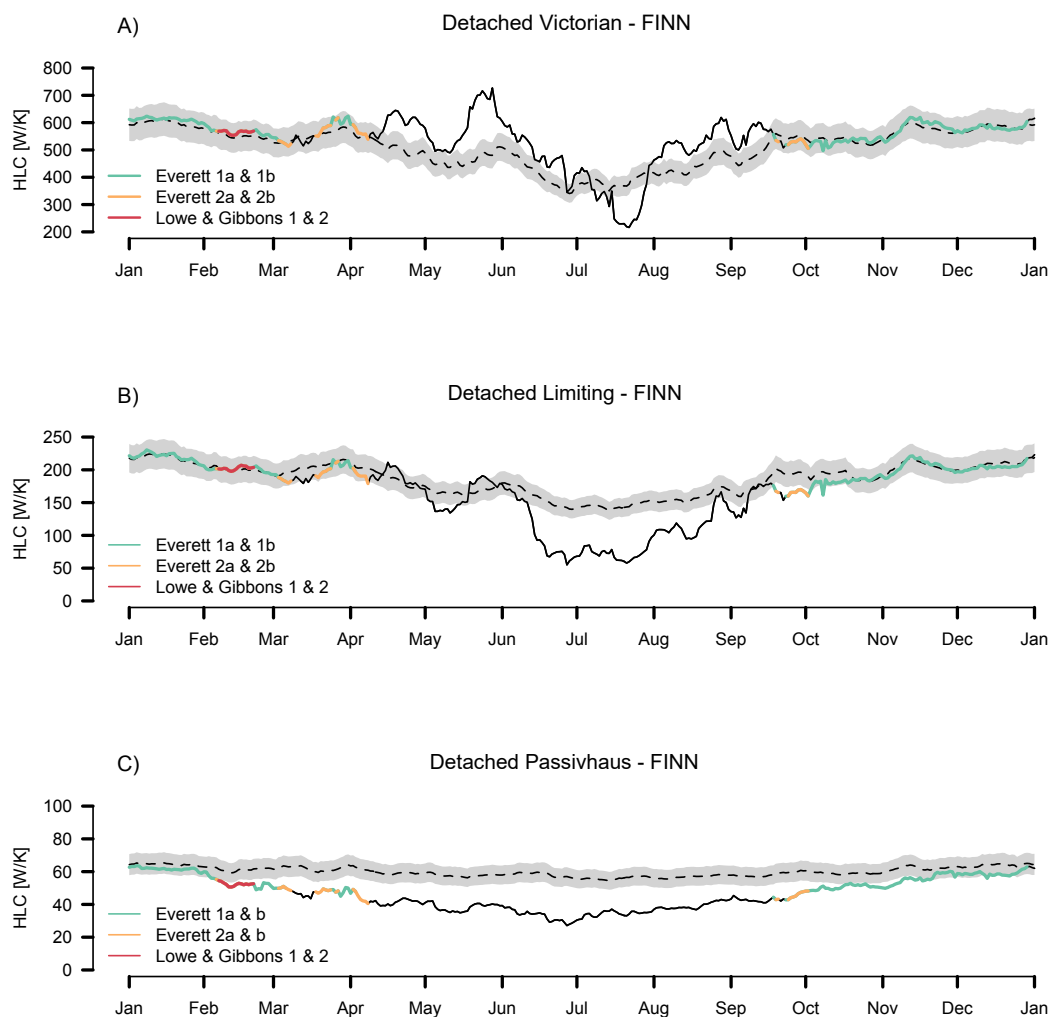 A)
Detached Victorian - FINN
HLC [W/K]
800
700
600
500
400
300
200
Everett 1a & 1b
Everett 2a & 2b
Lowe & Gibbons 1 & 2
Jan Feb Mar Apr May Jun Jul Aug Sep Oct Nov Dec Jan
B)
Detached Limiting - FINN
HLC [W/K]
250
200
150
100
50
0
Everett 1a & 1b
Everett 2a & 2b
Lowe & Gibbons 1 & 2
Jan Feb Mar Apr May Jun Jul Aug Sep Oct Nov Dec Jan
C)
Detached Passivhaus - FINN
HLC [W/K]
100
80
60
40
20
0
Everett 1a & b
Everett 2a & b
Lowe & Gibbons 1 & 2
Jan Feb Mar Apr May Jun Jul Aug Sep Oct Nov Dec Jan